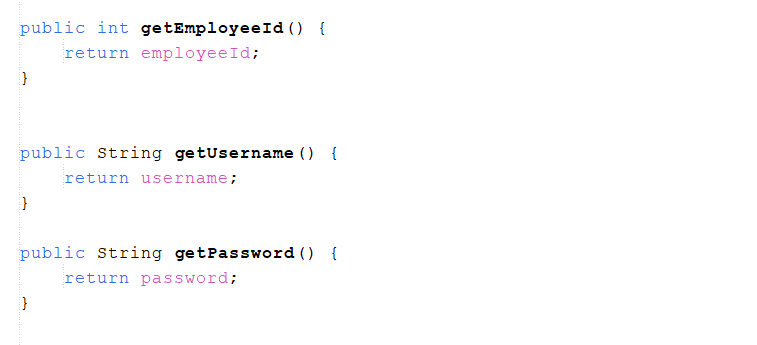 public int getEmployeeId() {
    return employeeId;
}
public String getUsername() {
    return username;
}
public String getPassword() {
    return password;
}